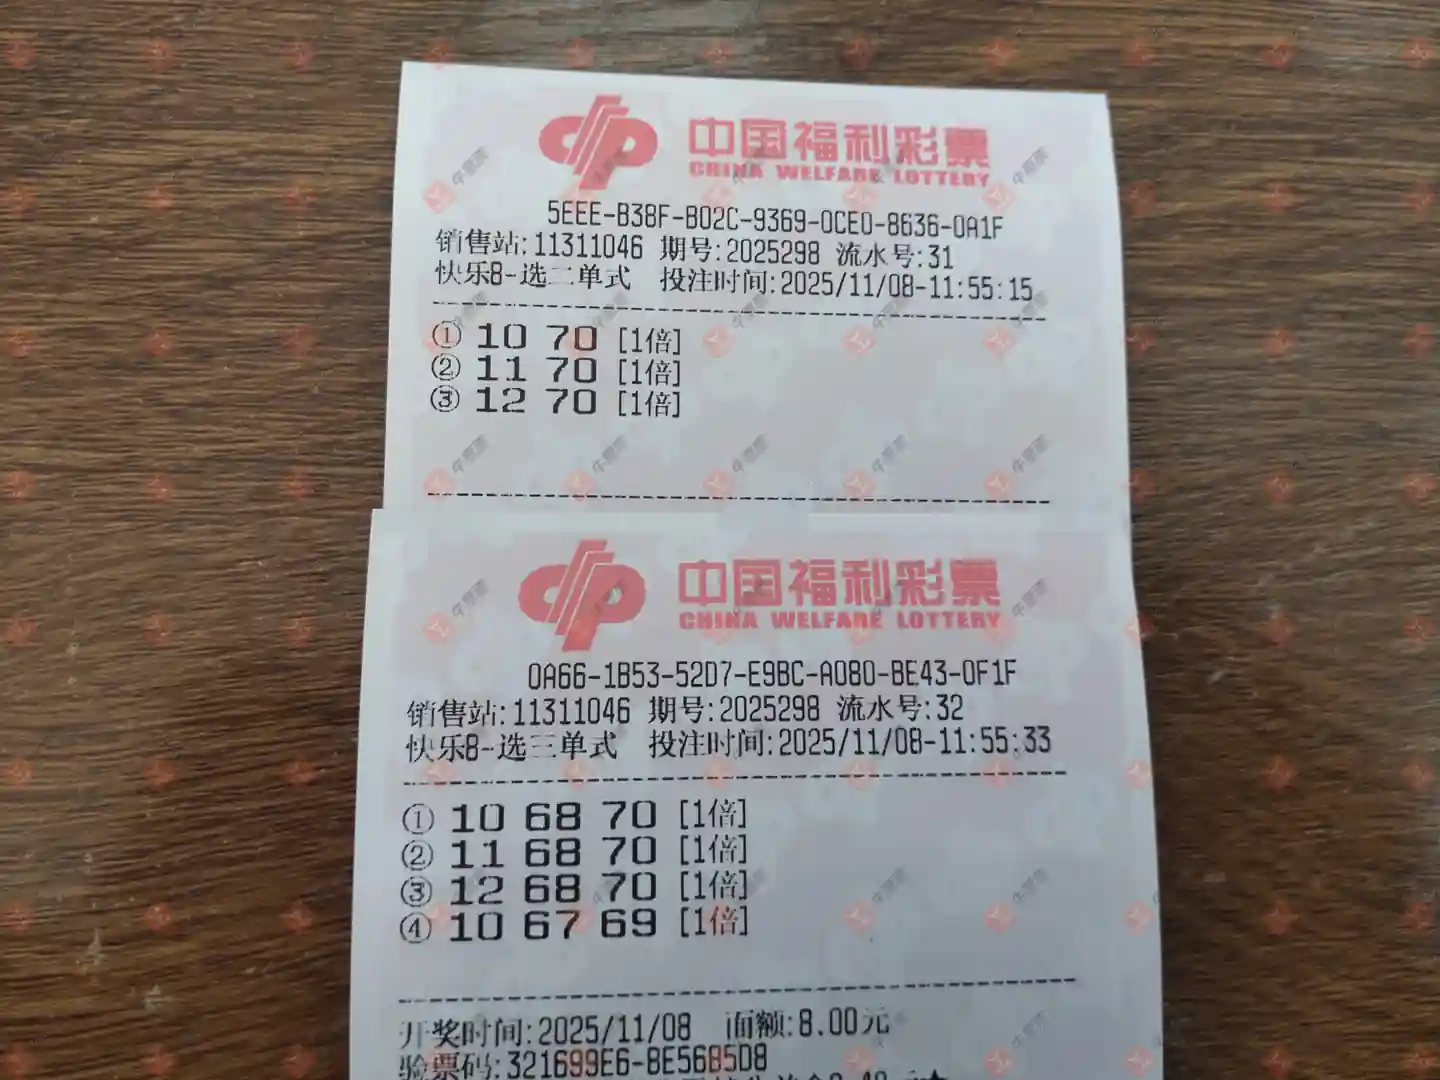 中国福利彩票
CHINA WELFARE LOTTERY
5EEE-B38F-B02C-9369-0CE0-8636-0A1F
销售站:11311046 期号:2025298 流水号:31
快乐8-选二单式 投注时间:2025/11/08-11:55:15
① 10 70 [1倍]
② 11 70 [1倍]
③ 12 70 [1倍]
中国福利彩票
CHINA WELFARE LOTTERY
0A66-1B53-52D7-E9BC-A080-BE43-0F1F
销售站:11311046 期号:2025298 流水号:32
快乐8-选三单式 投注时间:2025/11/08-11:55:33
① 10 68 70 [1倍]
② 11 68 70 [1倍]
③ 12 68 70 [1倍]
④ 10 67 69 [1倍]
开奖时间:2025/11/08 面额:8.00元
验票码:321699E6-8E56B5D8